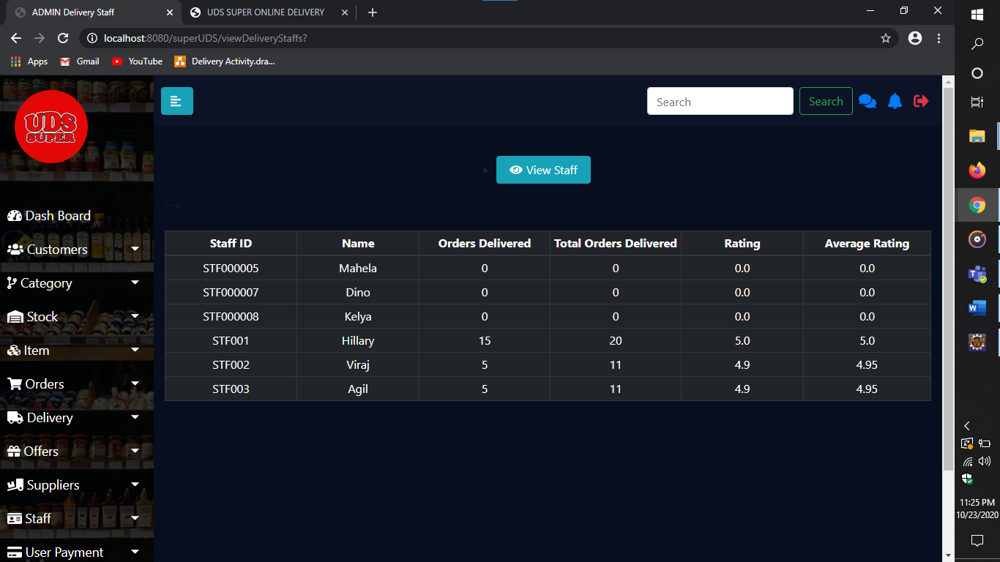 ADMIN Delivery Staff
UDS SUPER ONLINE DELIVERY
localhost:8080/superUDS/viewDeliveryStaffs?
Apps Gmail YouTube Delivery Activity.dra...
UDS
SUPER
Search Search
View Staff
-->
Dash Board
Customers
Category
Stock
Item
Orders
Delivery
Offers
Suppliers
Staff
User Payment
Staff ID Name Orders Delivered Total Orders Delivered Rating Average Rating
STF000005 Mahela 0 0 0.0 0.0
STF000007 Dino 0 0 0.0 0.0
STF000008 Kelya 0 0 0.0 0.0
STF001 Hillary 15 20 5.0 5.0
STF002 Viraj 5 11 4.9 4.95
STF003 Agil 5 11 4.9 4.95
11:25 PM
10/23/2020